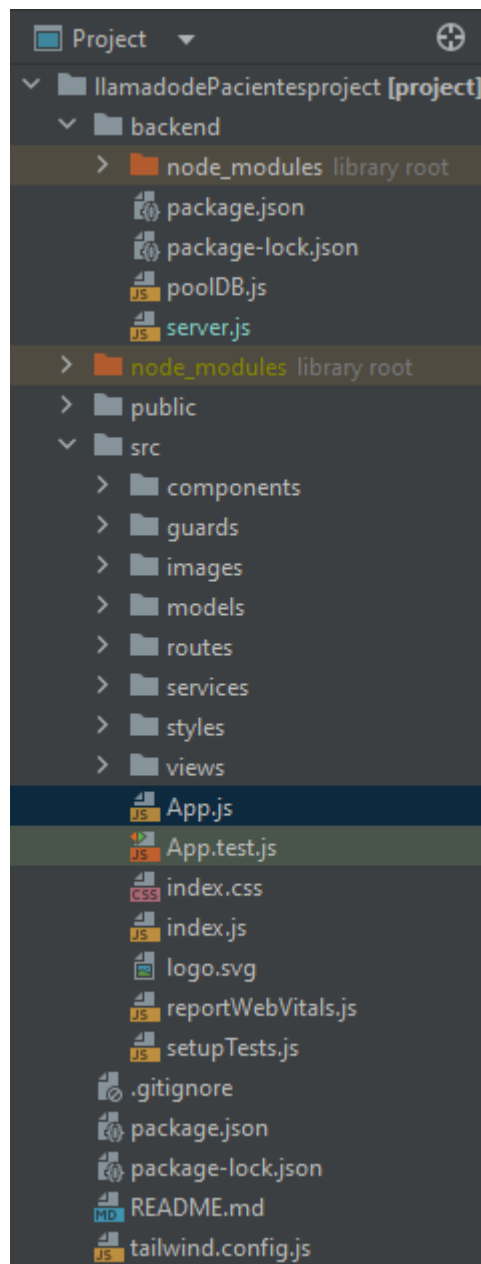 Project
llamadodePacientesproject [project]
backend
node_modules library root
package.json
package-lock.json
poolDB.js
server.js
node_modules library root
public
src
components
guards
images
models
routes
services
styles
views
App.js
App.test.js
index.css
index.js
logo.svg
reportWebVitals.js
setupTests.js
.gitignore
package.json
package-lock.json
README.md
tailwind.config.js